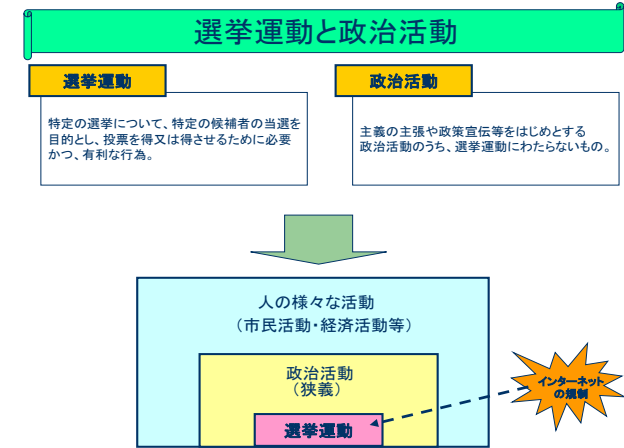 選挙運動と政治活動
選挙運動
特定の選挙について、特定の候補者の当選を
目的とし、投票を得又は得させるために必要
かつ、有利な行為。
政治活動
主義の主張や政策宣伝等をはじめとする
政治活動のうち、選挙運動にわたらないもの。
人の様々な活動
（市民活動・経済活動等）
政治活動
（狭義）
選挙運動
インターネット
の規制